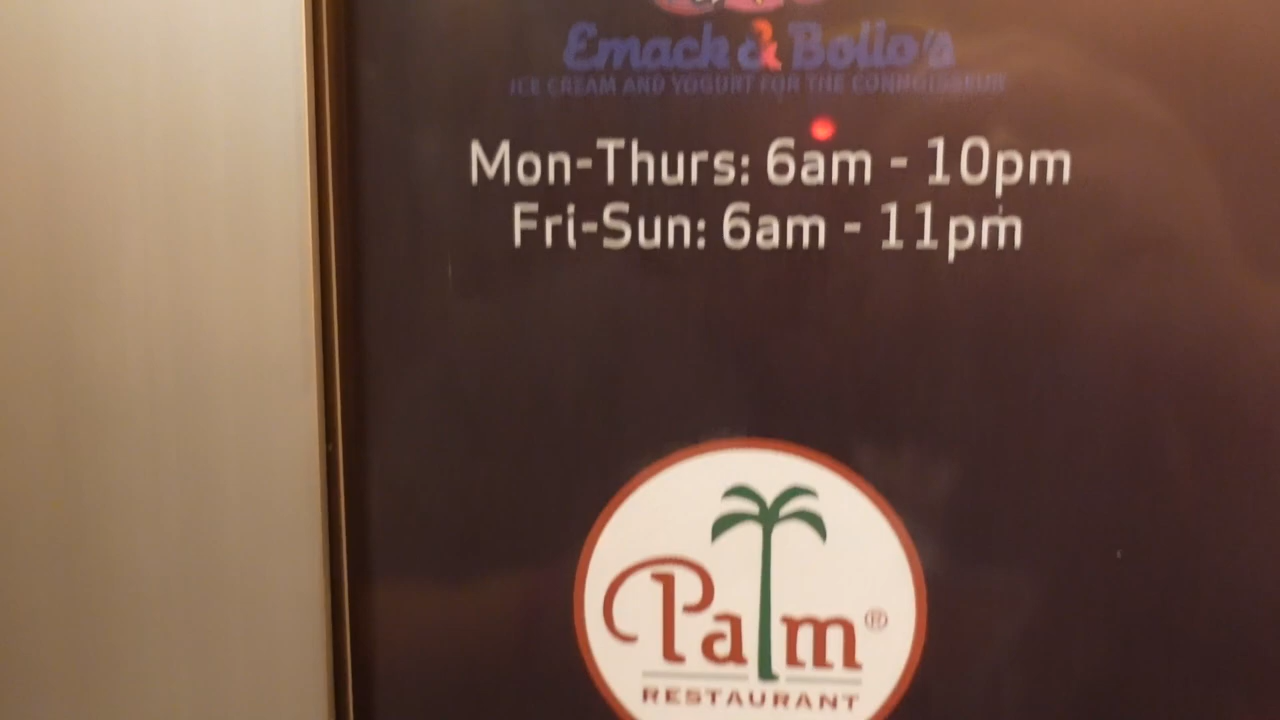 Emack & Bolio's
ICE CREAM AND YOGURT FOR THE CONNOISSEUR
Mon-Thurs: 6am - 10pm
Fri-Sun: 6am - 11pm
Palm®
RESTAURANT